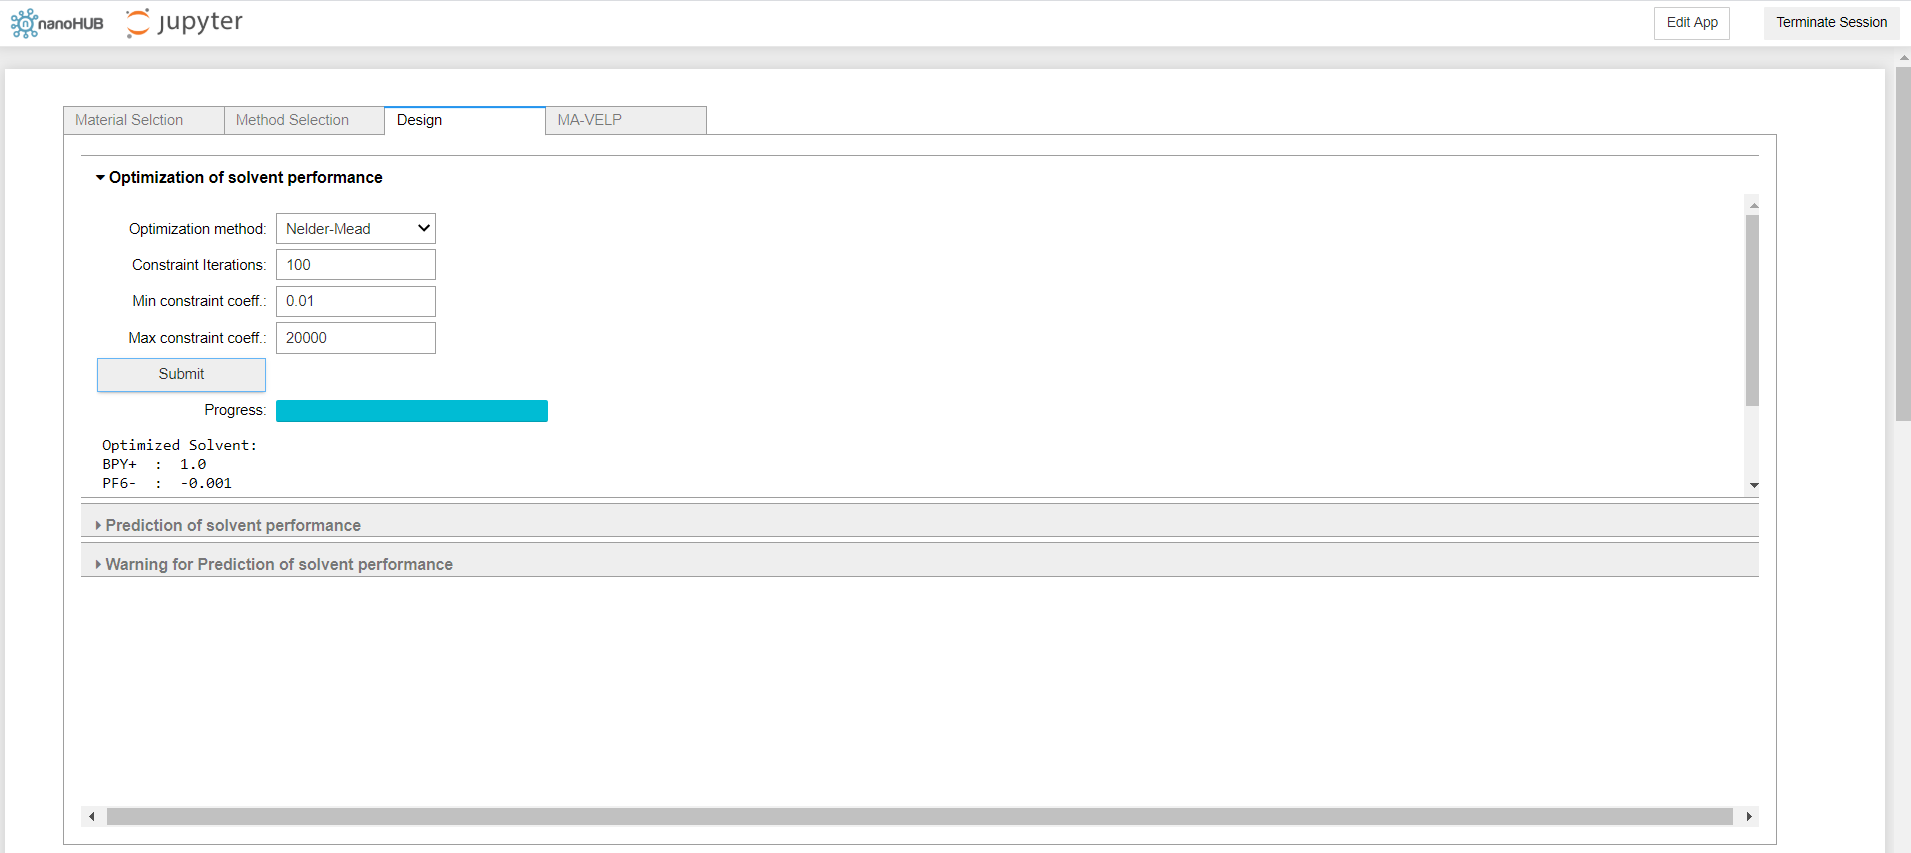 nanoHUB jupyter Edit App Terminate Session
Material Selction Method Selection Design MA-VELP
Optimization of solvent performance
Optimization method: Nelder-Mead
Constraint Iterations: 100
Min constraint coeff.: 0.01
Max constraint coeff.: 20000
Submit
Progress:
Optimized Solvent:
BPY+ : 1.0
PF6- : -0.001
Prediction of solvent performance
Warning for Prediction of solvent performance